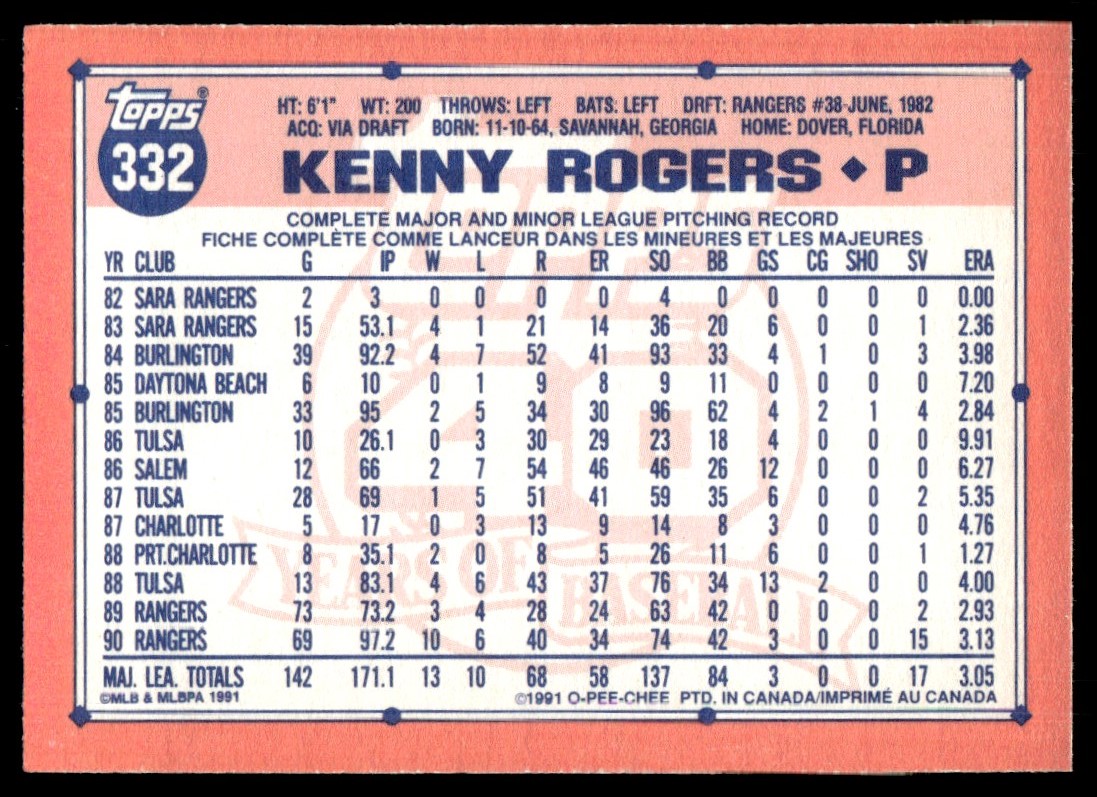 topps®
332
HT: 6'1" WT: 200 THROWS: LEFT BATS: LEFT DRFT: RANGERS #38-JUNE, 1982
ACQ: VIA DRAFT BORN: 11-10-64, SAVANNAH, GEORGIA HOME: DOVER, FLORIDA
KENNY ROGERS ◆ P
COMPLETE MAJOR AND MINOR LEAGUE PITCHING RECORD
FICHE COMPLÈTE COMME LANCEUR DANS LES MINEURES ET LES MAJEURES
YR CLUB G IP W L R ER SO BB GS CG SHO SV ERA
82 SARA RANGERS 2 3 0 0 0 0 4 0 0 0 0 0 0.00
83 SARA RANGERS 15 53.1 4 1 21 14 36 20 6 0 0 1 2.36
84 BURLINGTON 39 92.2 4 7 52 41 93 33 4 1 0 3 3.98
85 DAYTONA BEACH 6 10 0 1 9 8 9 11 0 0 0 0 7.20
85 BURLINGTON 33 95 2 5 34 30 96 62 4 2 1 4 2.84
86 TULSA 10 26.1 0 3 30 29 23 18 4 0 0 0 9.91
86 SALEM 12 66 2 7 54 46 46 26 12 0 0 0 6.27
87 TULSA 28 69 1 5 51 41 59 35 6 0 0 2 5.35
87 CHARLOTTE 5 17 0 3 13 9 14 8 3 0 0 0 4.76
88 PRT.CHARLOTTE 8 35.1 2 0 8 5 26 11 6 0 0 1 1.27
88 TULSA 13 83.1 4 6 43 37 76 34 13 2 0 0 4.00
89 RANGERS 73 73.2 3 4 28 24 63 42 0 0 0 2 2.93
90 RANGERS 69 97.2 10 6 40 34 74 42 3 0 0 15 3.13
MAJ. LEA. TOTALS 142 171.1 13 10 68 58 137 84 3 0 0 17 3.05
©MLB & MLBPA 1991 ©1991 O-PEE-CHEE PTD. IN CANADA/IMPRIMÉ AU CANADA
topps
40
YEARS OF BASEBALL